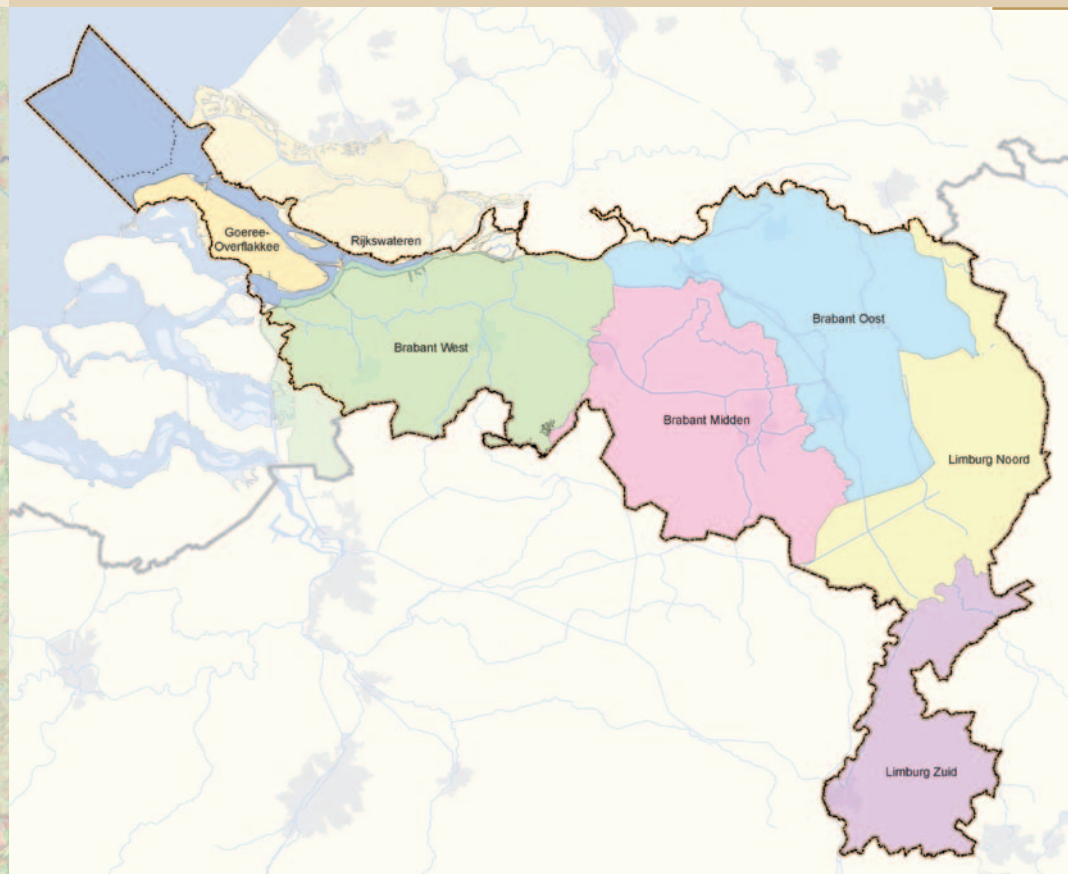 Goeree-
Overflakkee
Rijkswateren
Brabant Oost
Brabant West
Brabant Midden
Limburg Noord
Limburg Zuid